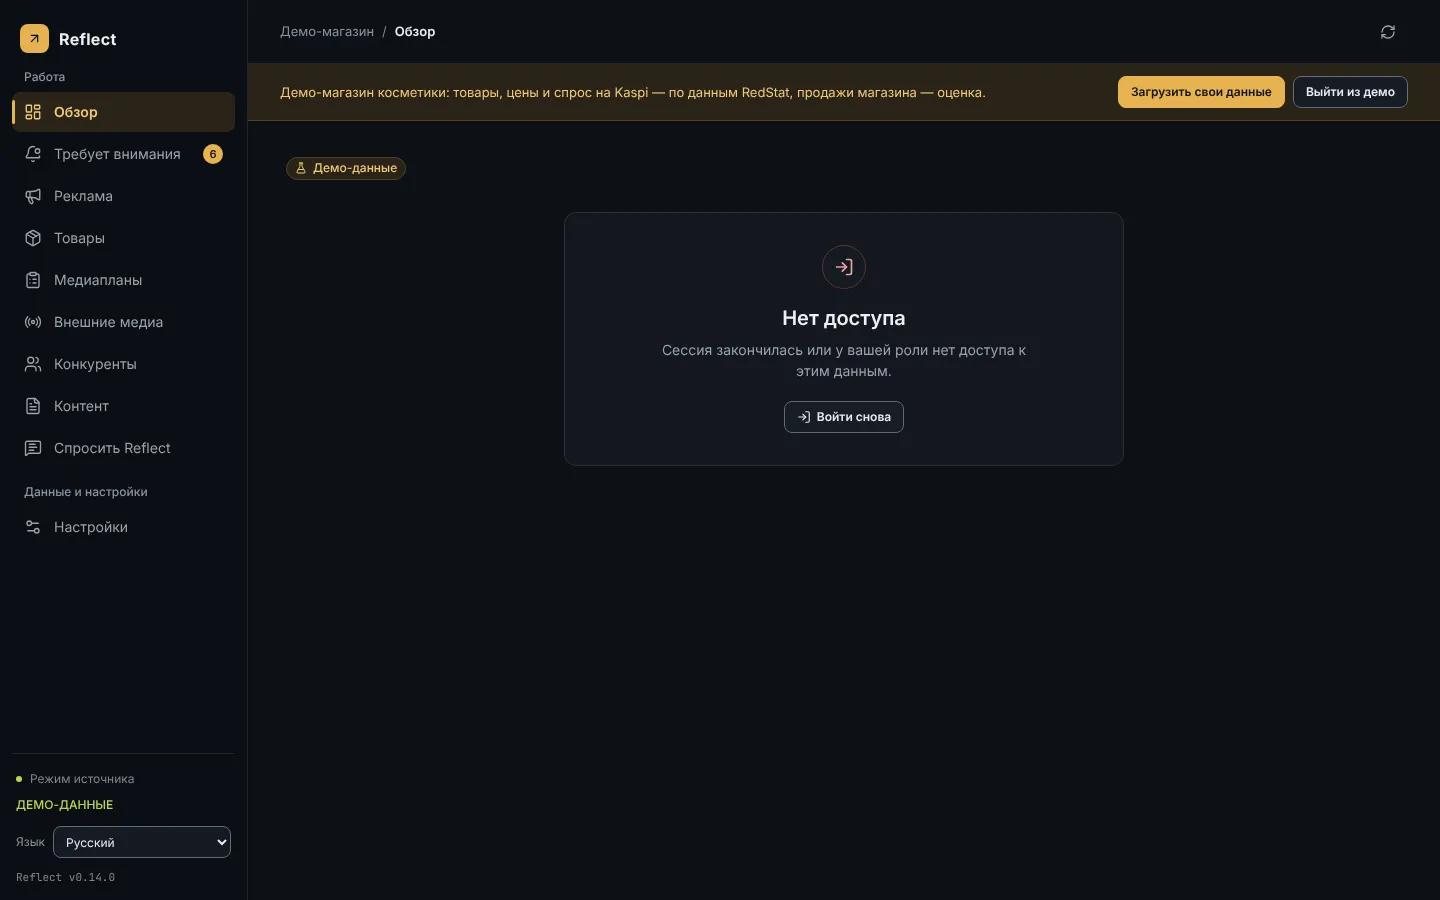 Reflect
Работа
Обзор
Требует внимания 6
Реклама
Товары
Медиапланы
Внешние медиа
Конкуренты
Контент
Спросить Reflect
Данные и настройки
Настройки
Режим источника
ДЕМО-ДАННЫЕ
Язык Русский
Reflect v0.14.0
Демо-магазин / Обзор
Демо-магазин косметики: товары, цены и спрос на Kaspi — по данным RedStat, продажи магазина — оценка.
Загрузить свои данные
Выйти из демо
Демо-данные
Нет доступа
Сессия закончилась или у вашей роли нет доступа к
этим данным.
Войти снова